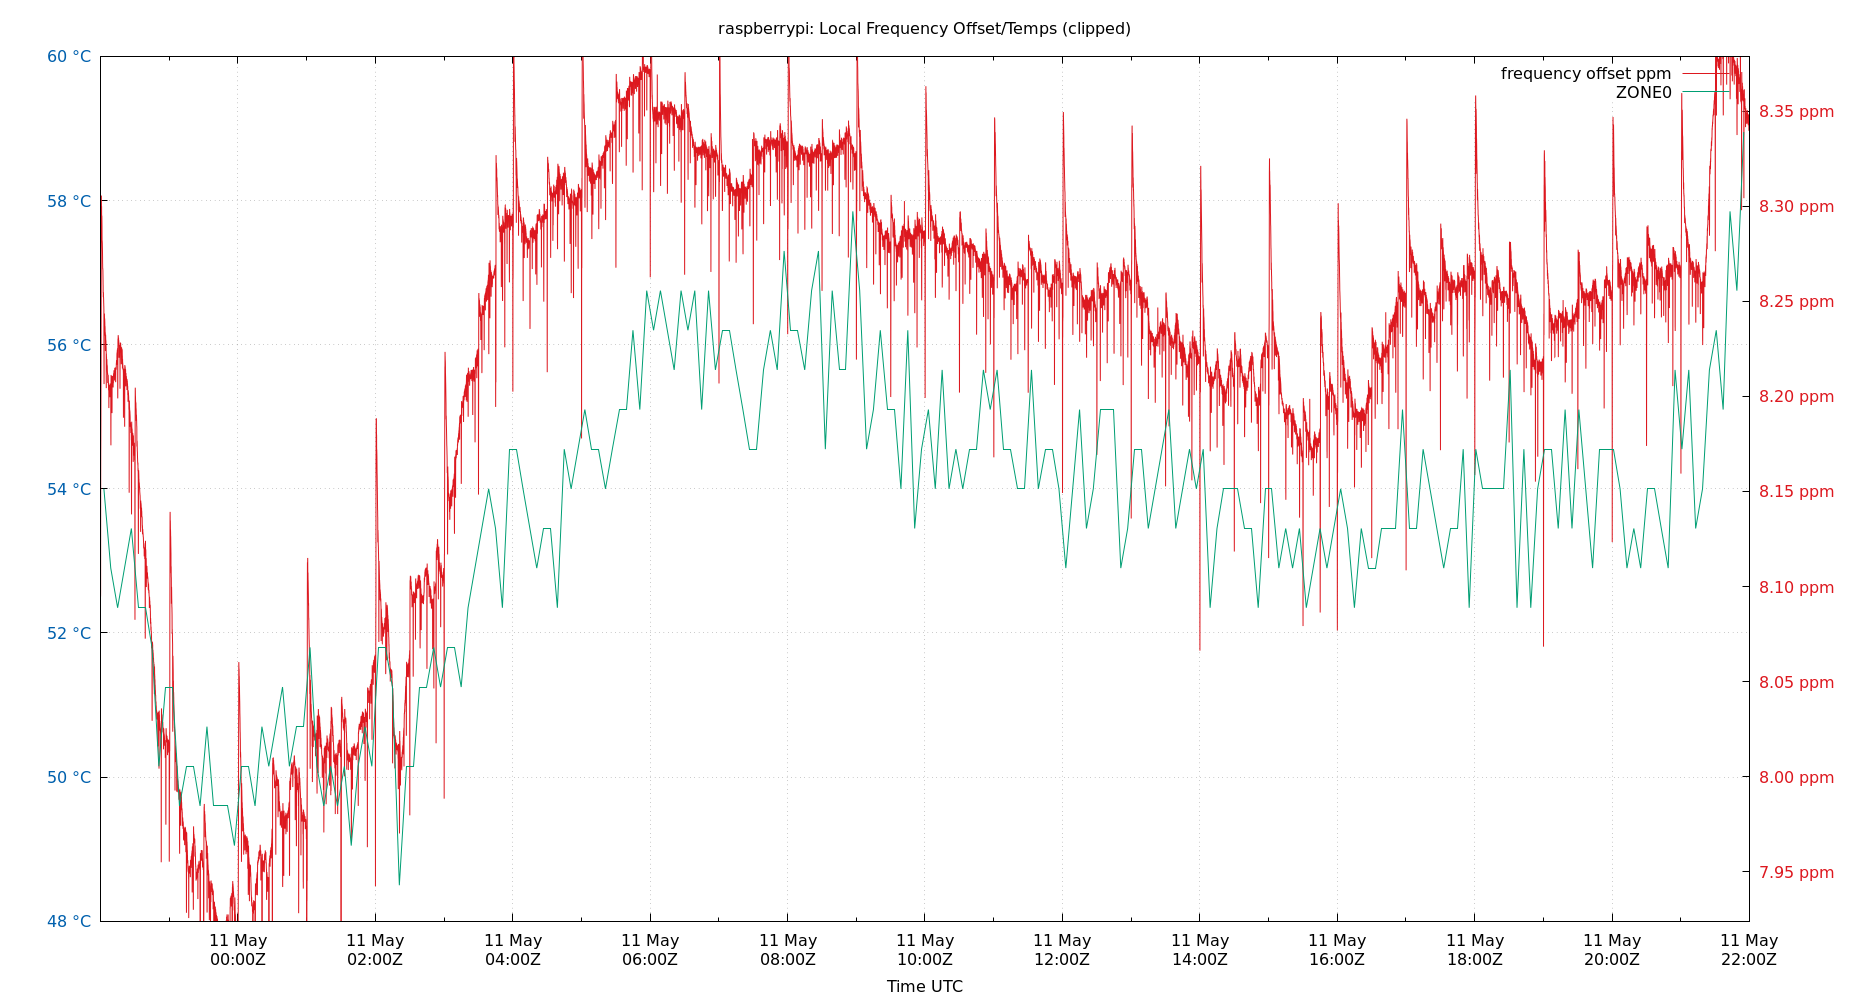 raspberrypi: Local Frequency Offset/Temps (clipped)
60 °C
58 °C
56 °C
54 °C
52 °C
50 °C
48 °C
frequency offset ppm
ZONE0
8.35 ppm
8.30 ppm
8.25 ppm
8.20 ppm
8.15 ppm
8.10 ppm
8.05 ppm
8.00 ppm
7.95 ppm
11 May 11 May 11 May 11 May 11 May 11 May 11 May 11 May 11 May 11 May 11 May 11 May
00:00Z 02:00Z 04:00Z 06:00Z 08:00Z 10:00Z 12:00Z 14:00Z 16:00Z 18:00Z 20:00Z 22:00Z
Time UTC